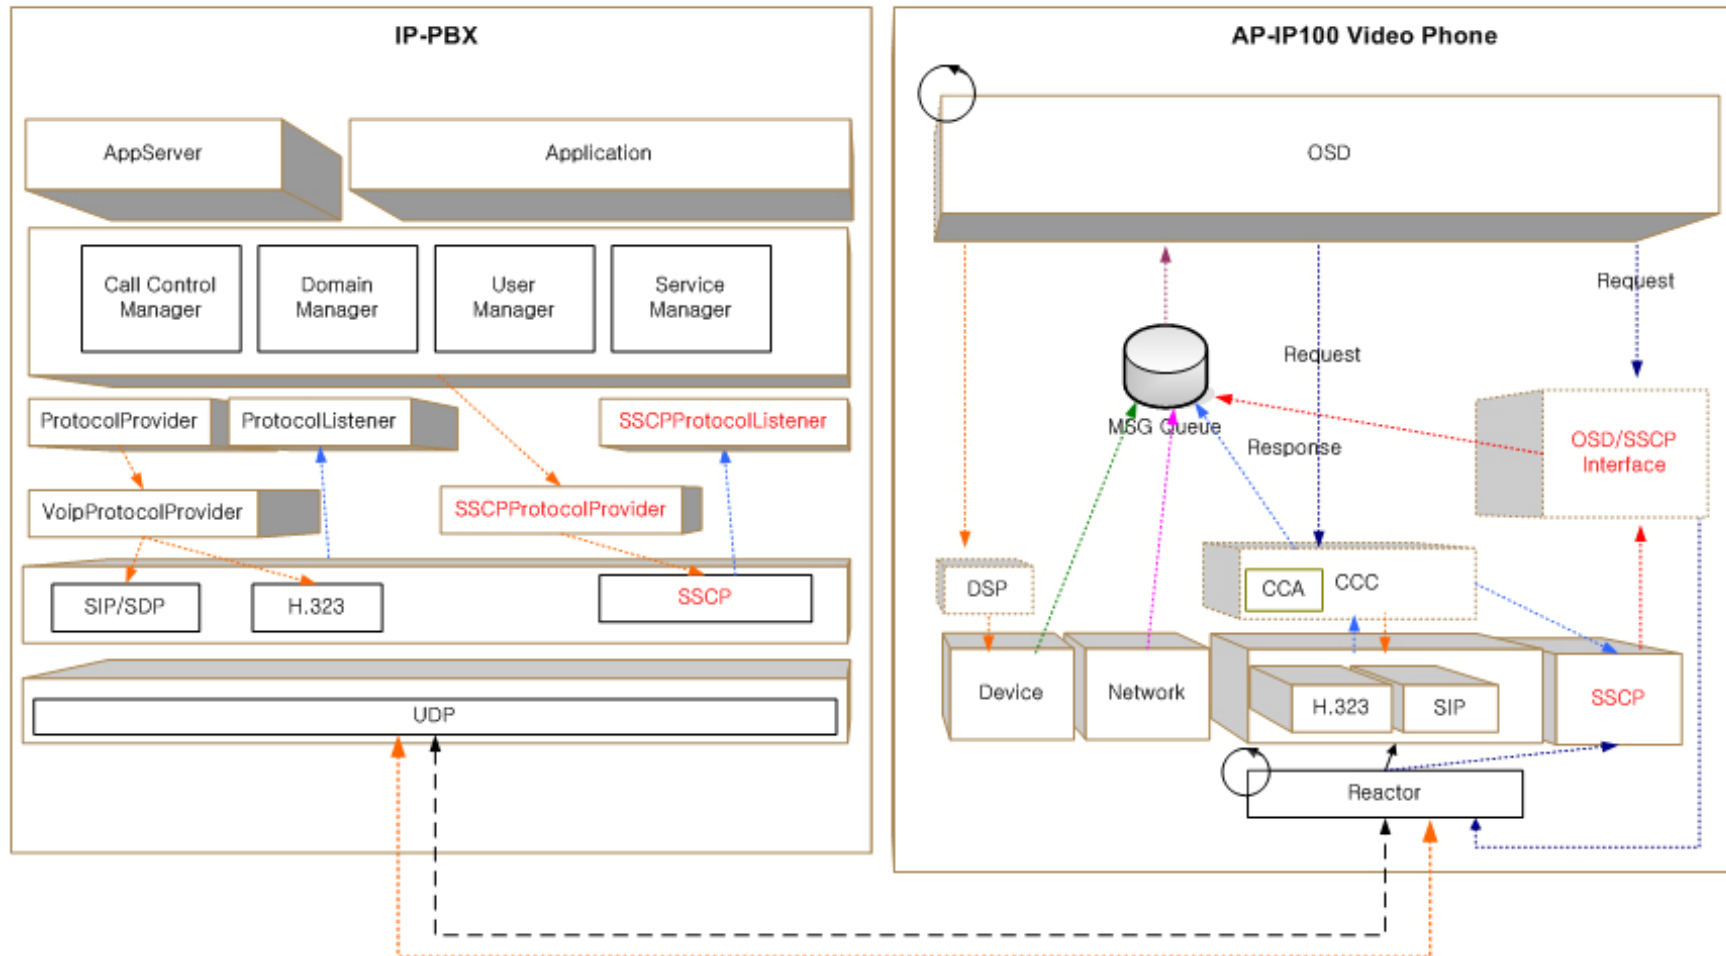 IP-PBX
AppServer
Application
Call Control
Manager
Domain
Manager
User
Manager
Service
Manager
ProtocolProvider
ProtocolListener
SSCPProtocolListener
VoipProtocolProvider
SSCPProtocolProvider
SIP/SDP
H.323
SSCP
UDP
AP-IP100 Video Phone
OSD
Request
Request
MSG Queue
Response
OSD/SSCP
Interface
DSP
CCA
CCC
Device
Network
H.323
SIP
SSCP
Reactor